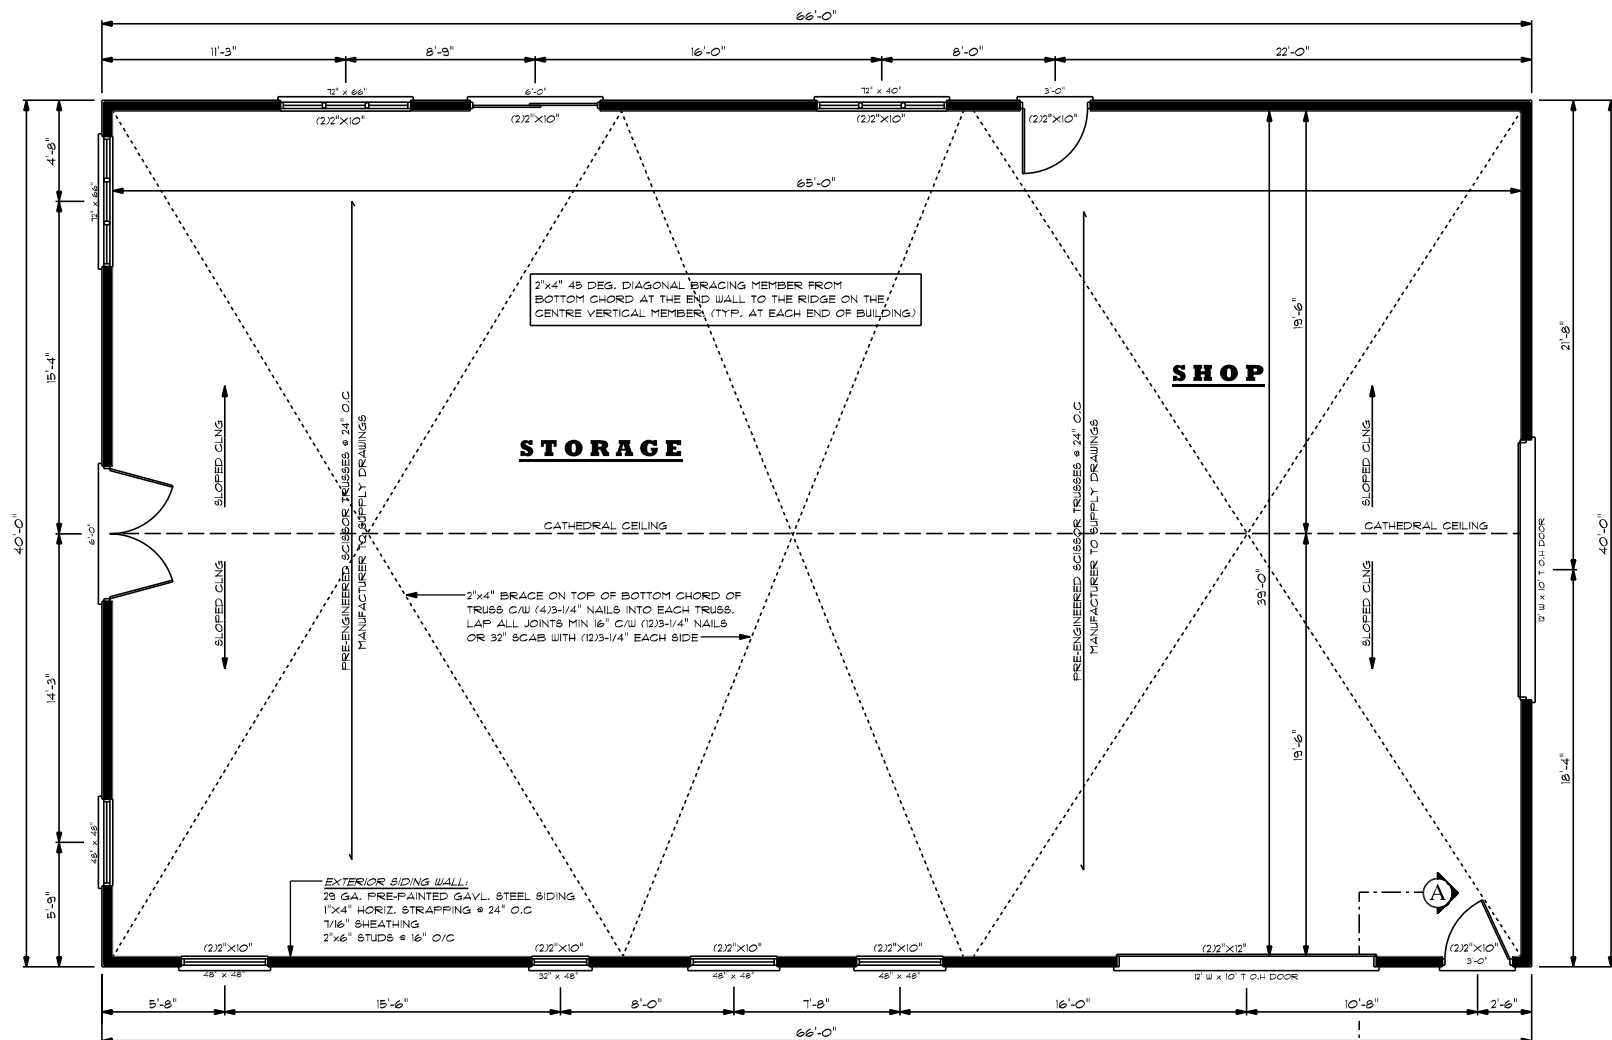 66'-0"
11'-3"
8'-9"
16'-0"
8'-0"
22'-0"
72" x 66"
6'-0"
72" x 40"
3'-0"
(2)2"X10"
(2)2"X10"
(2)2"X10"
(2)2"X10"
4'-8"
72" x 66"
65'-0"
2"x4" 45 DEG. DIAGONAL BRACING MEMBER FROM
BOTTOM CHORD AT THE END WALL TO THE RIDGE ON THE
CENTRE VERTICAL MEMBER. (TYP. AT EACH END OF BUILDING)
19'-6"
21'-8"
15'-4"
SHOP
STORAGE
SLOPED CLNG
PRE-ENGINEERED SCISSOR TRUSSES @ 24" O.C
MANUFACTURER TO SUPPLY DRAWINGS
PRE-ENGINEERED SCISSOR TRUSSES @ 24" O.C
MANUFACTURER TO SUPPLY DRAWINGS
SLOPED CLNG
40'-0"
6'-0"
CATHEDRAL CEILING
CATHEDRAL CEILING
40'-0"
12' W x 10' T O.H DOOR
39'-0"
SLOPED CLNG
SLOPED CLNG
2"x4" BRACE ON TOP OF BOTTOM CHORD OF
TRUSS C/W (4)3-1/4" NAILS INTO EACH TRUSS.
LAP ALL JOINTS MIN 16" C/W (12)3-1/4" NAILS
OR 32" SCAB WITH (12)3-1/4" EACH SIDE
14'-3"
19'-6"
18'-4"
48" x 48"
5'-9"
EXTERIOR SIDING WALL:
29 GA. PRE-PAINTED GAVL. STEEL SIDING
1"X4" HORIZ. STRAPPING @ 24" O.C
7/16" SHEATHING
2"x6" STUDS @ 16" O/C
A
(2)2"X10"
(2)2"X10"
(2)2"X10"
(2)2"X10"
(2)2"X12"
(2)2"X10"
48" x 48"
32" x 48"
48" x 48"
48" x 48"
12' W x 10' T O.H DOOR
3'-0"
5'-8"
15'-6"
8'-0"
7'-8"
16'-0"
10'-8"
2'-6"
66'-0"